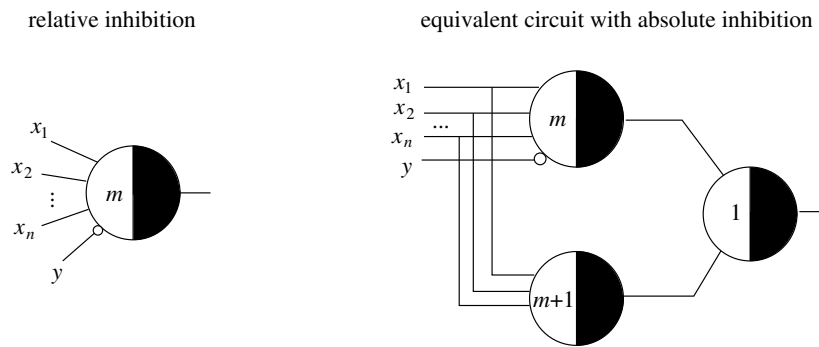 relative inhibition
equivalent circuit with absolute inhibition
x1
x2
⋮
xn
y
m
x1
x2
...
xn
y
m
m+1
1